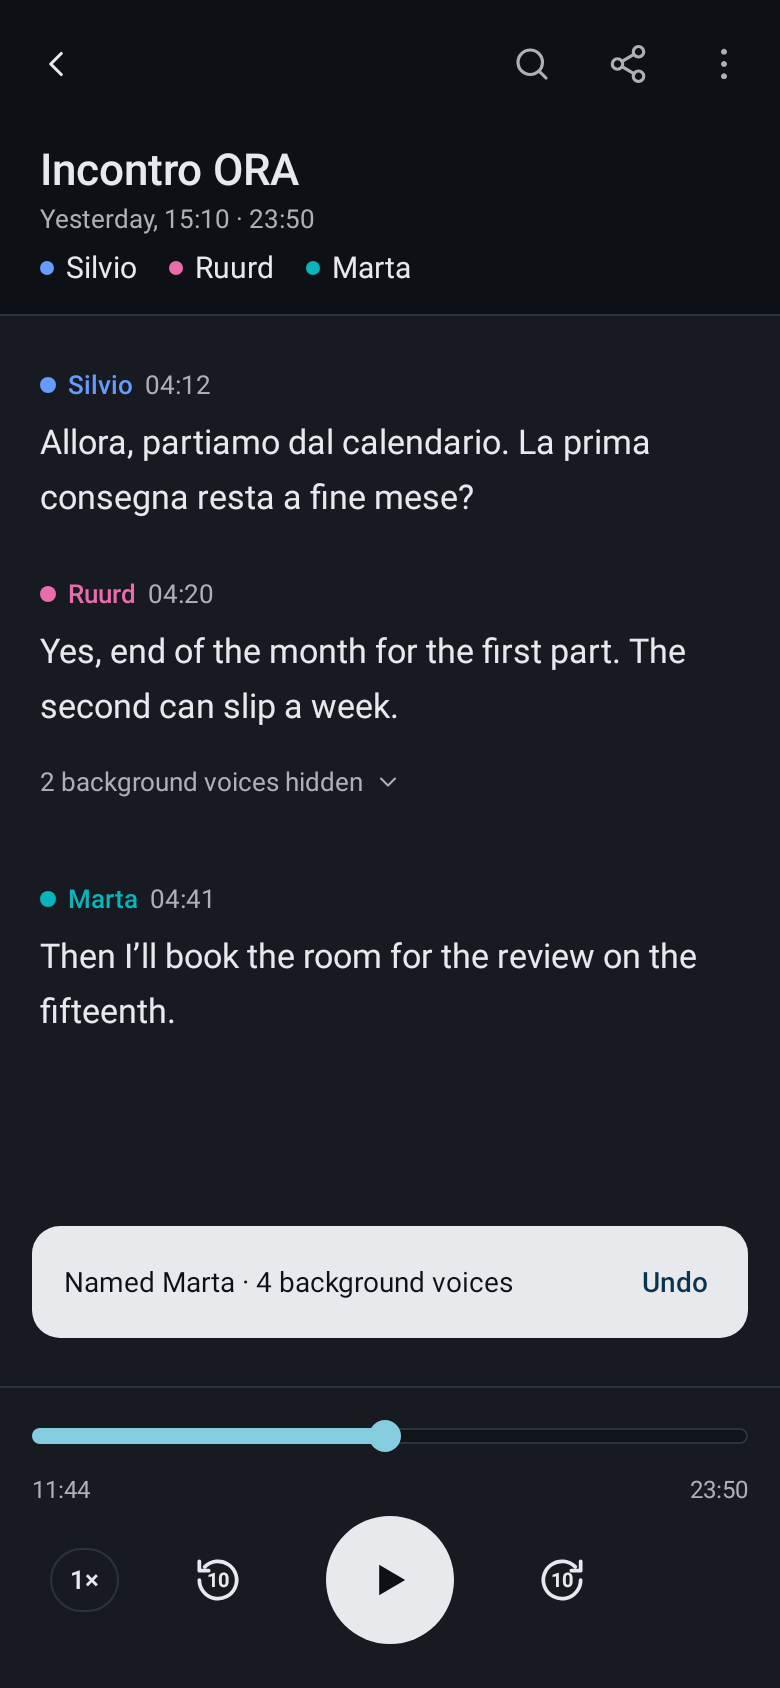 Incontro ORA
Yesterday, 15:10 · 23:50
Silvio Ruurd Marta
Silvio 04:12
Allora, partiamo dal calendario. La prima
consegna resta a fine mese?
Ruurd 04:20
Yes, end of the month for the first part. The
second can slip a week.
2 background voices hidden
Marta 04:41
Then I’ll book the room for the review on the
fifteenth.
Named Marta · 4 background voices Undo
11:44 23:50
1× 10 10